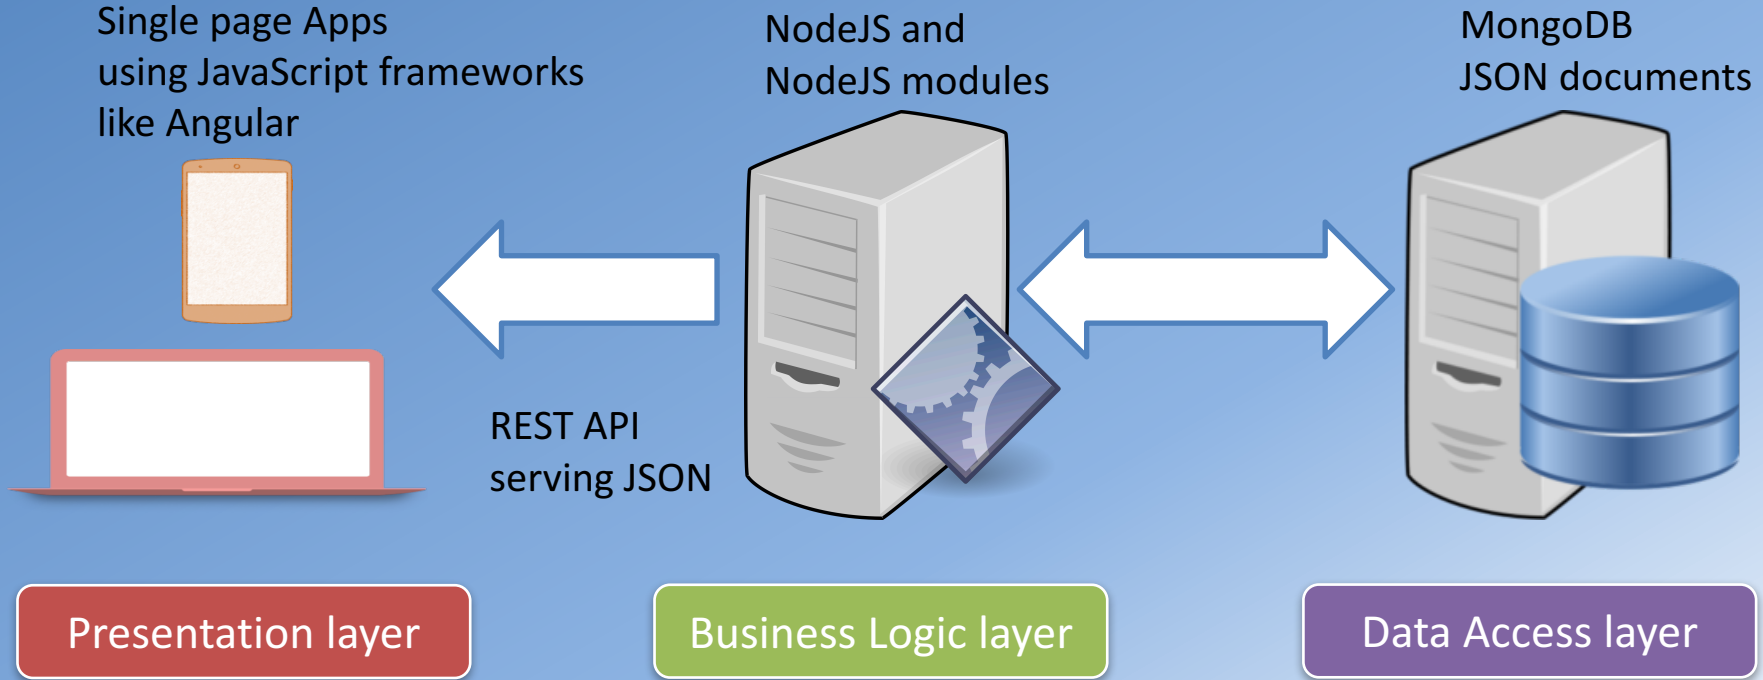 Single page Apps
using JavaScript frameworks
like Angular
NodeJS and
NodeJS modules
MongoDB
JSON documents
REST API
serving JSON
Presentation layer
Business Logic layer
Data Access layer